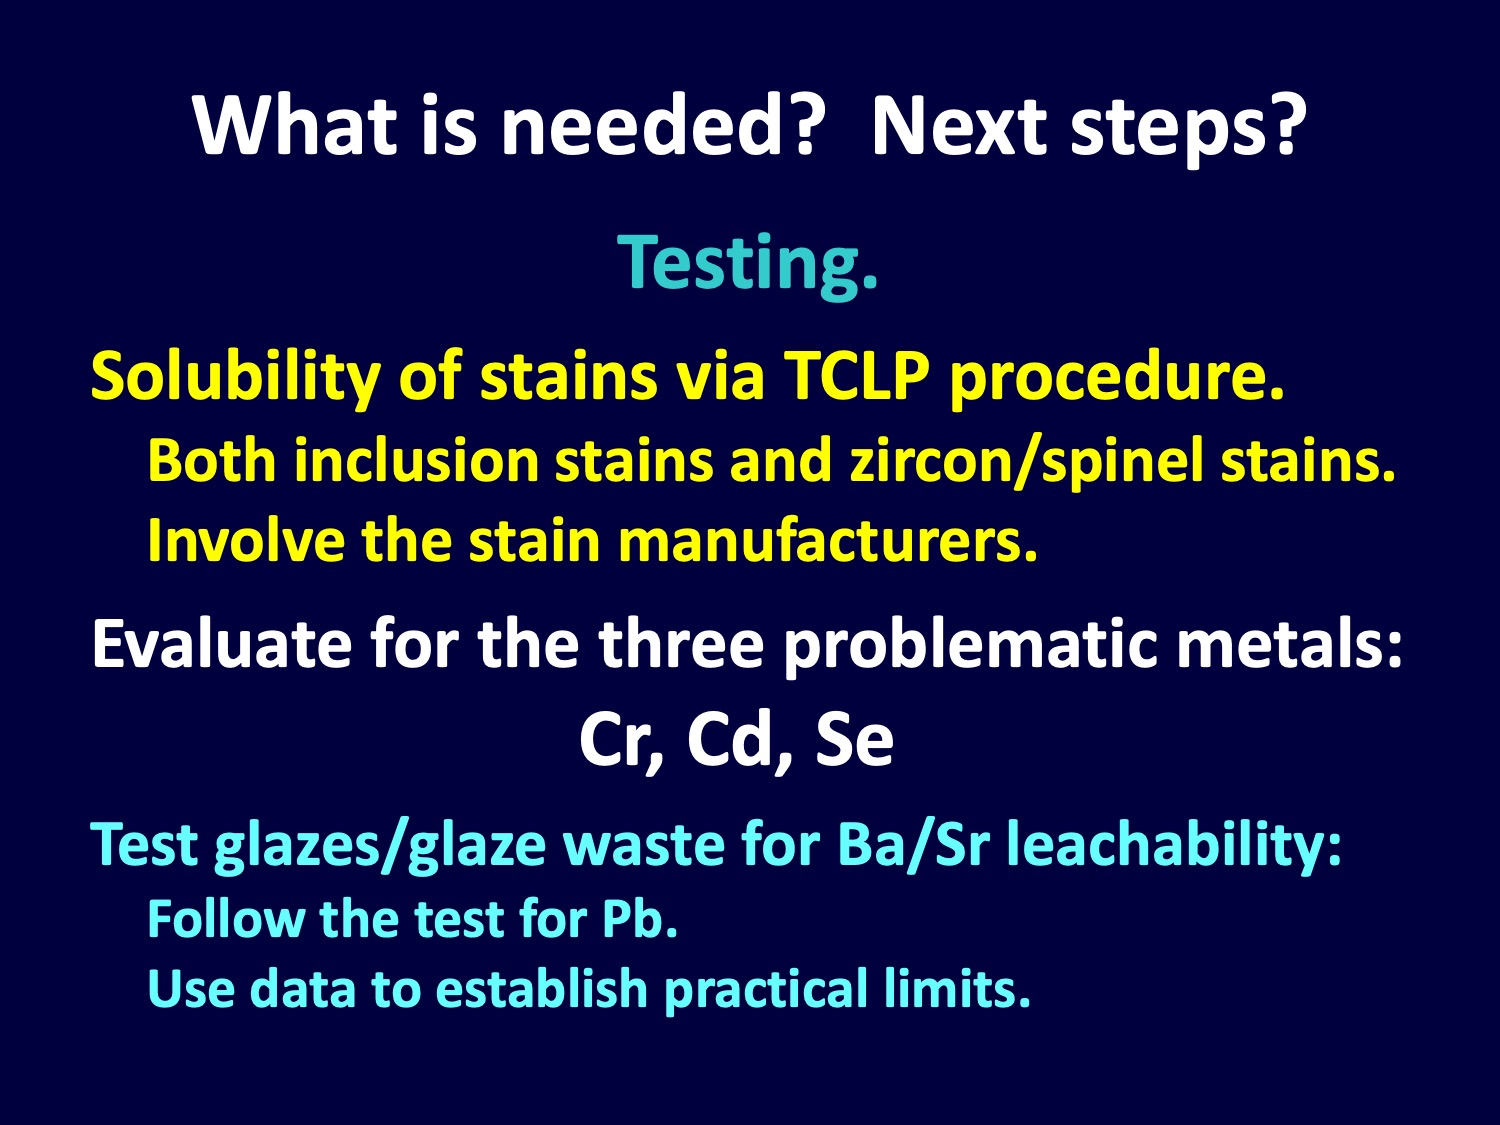 What is needed?  Next steps?
Testing.
Solubility of stains via TCLP procedure.
Both inclusion stains and zircon/spinel stains.
Involve the stain manufacturers.
Evaluate for the three problematic metals:
Cr, Cd, Se
Test glazes/glaze waste for Ba/Sr leachability:
Follow the test for Pb.
Use data to establish practical limits.